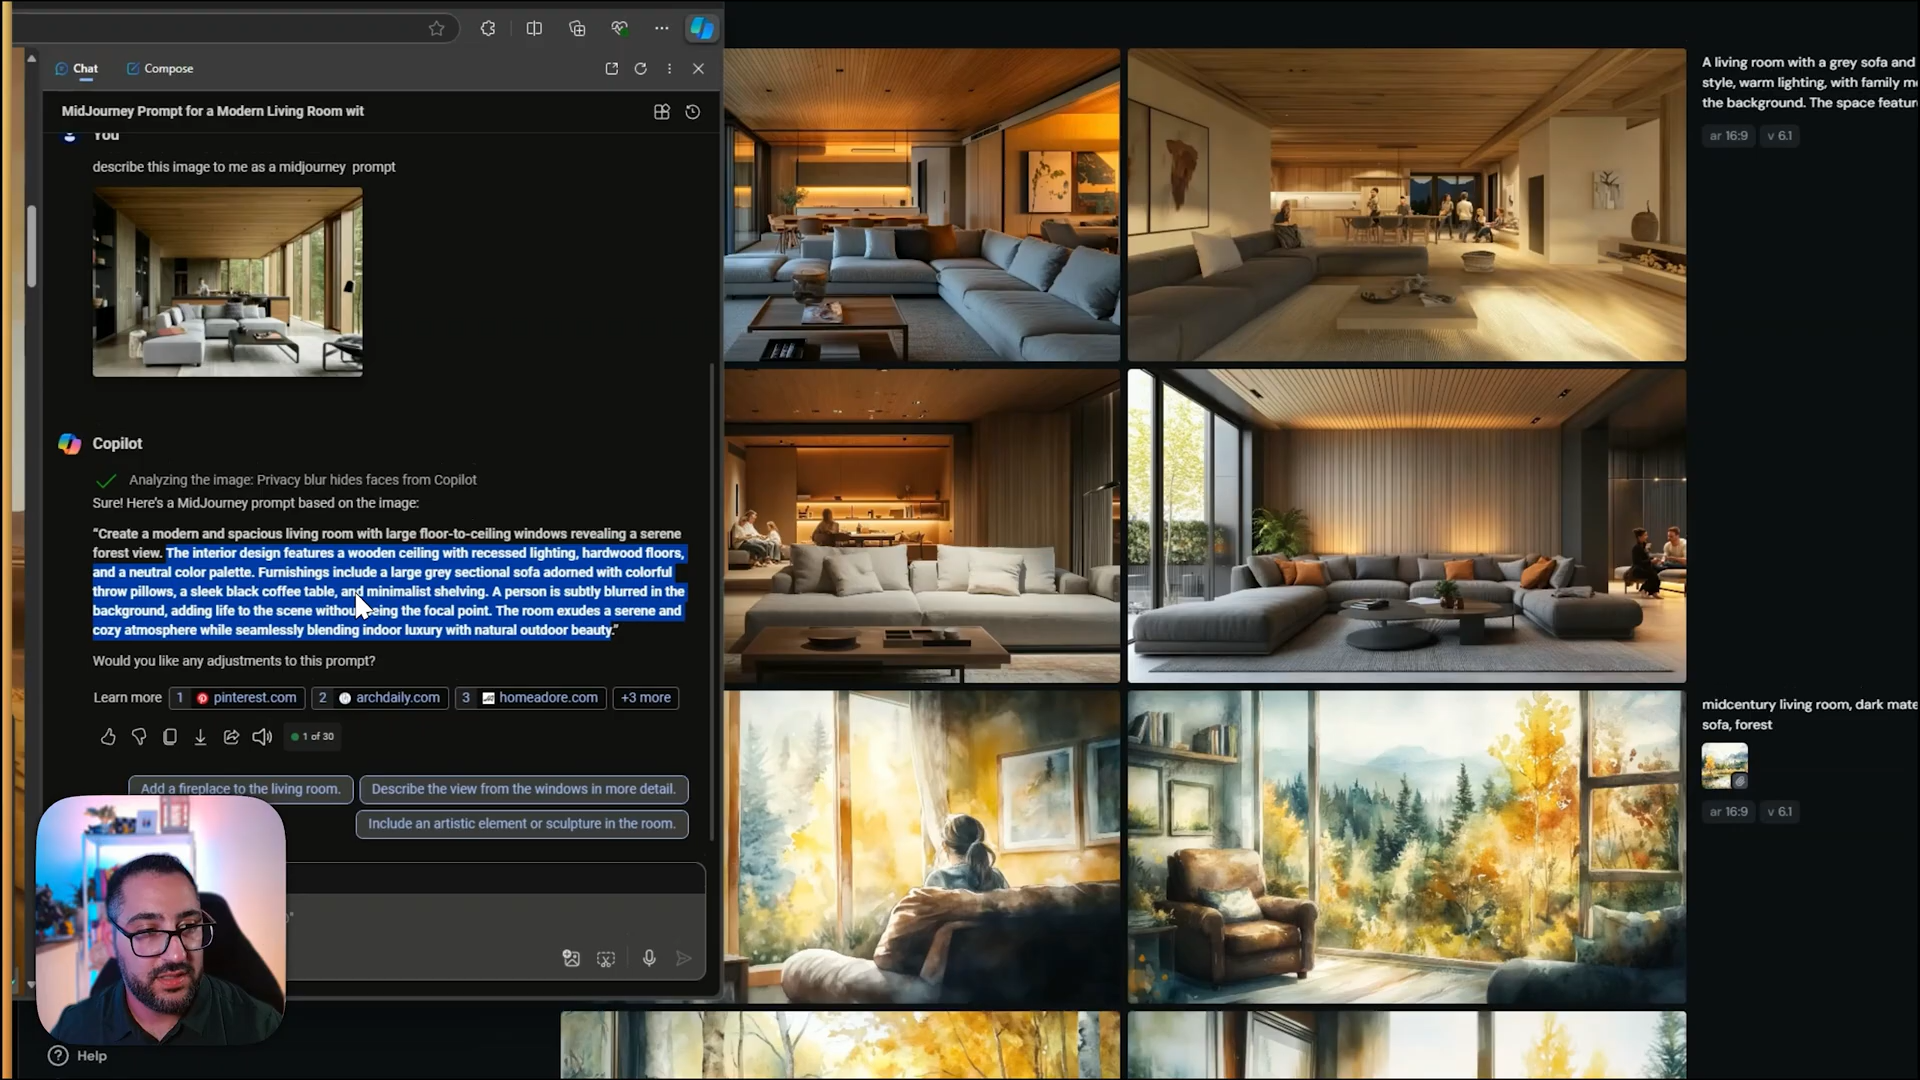 Chat
Compose
MidJourney Prompt for a Modern Living Room wit
You
describe this image to me as a midjourney prompt
Copilot
Analyzing the image: Privacy blur hides faces from Copilot
Sure! Here's a MidJourney prompt based on the image:
"Create a modern and spacious living room with large floor-to-ceiling windows revealing a serene
forest view. The interior design features a wooden ceiling with recessed lighting, hardwood floors,
and a neutral color palette. Furnishings include a large grey sectional sofa adorned with colorful
throw pillows, a sleek black coffee table, and minimalist shelving. A person is subtly blurred in the
background, adding life to the scene without being the focal point. The room exudes a serene and
cozy atmosphere while seamlessly blending indoor luxury with natural outdoor beauty."
Would you like any adjustments to this prompt?
Learn more 1 pinterest.com 2 archdaily.com 3 homeadore.com +3 more
1 of 30
Add a fireplace to the living room.
Describe the view from the windows in more detail.
Include an artistic element or sculpture in the room.
Help
A living room with a grey sofa and
style, warm lighting, with family m
the background. The space featur
ar 16:9 v 6.1
midcentury living room, dark mate
sofa, forest
ar 16:9 v 6.1